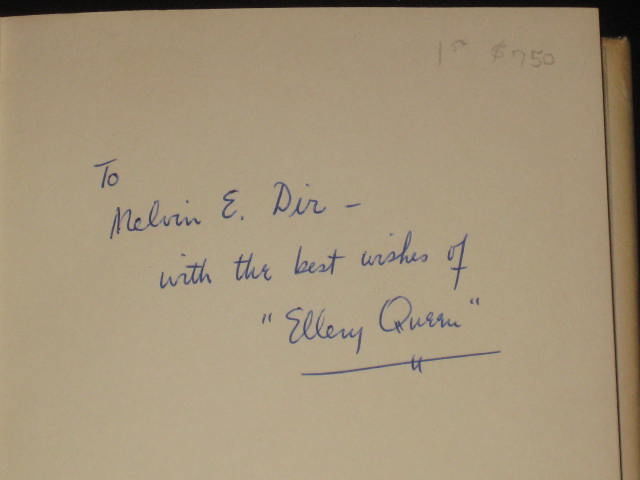 1st $750
To
Melvin E. Dir –
with the best wishes of
"Ellery Queen"